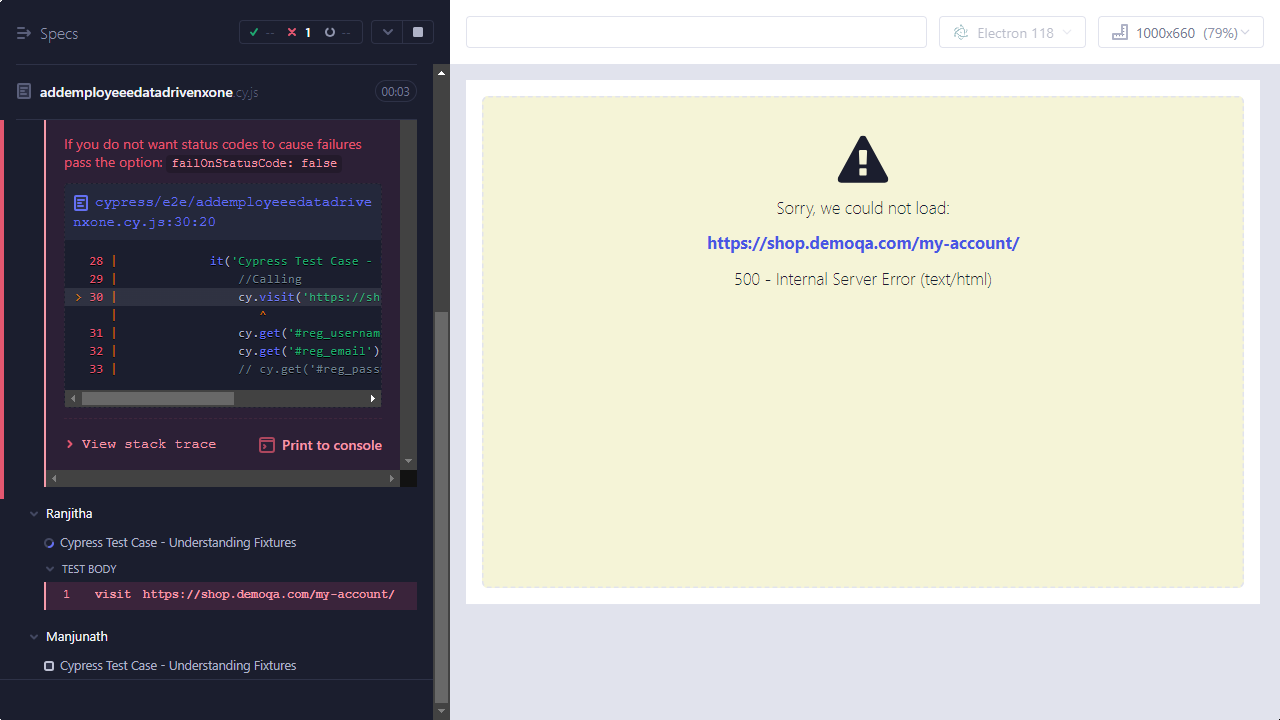 Specs
-- 1 --
Electron 118
1000x660 (79%)
addemployeeedatadrivenxone.cy.js
00:03
If you do not want status codes to cause failures
pass the option: failOnStatusCode: false
cypress/e2e/addemployeeedatadrive
nxone.cy.js:30:20
28 | it('Cypress Test Case -
29 | //Calling
> 30 | cy.visit('https://sh
| ^
31 | cy.get('#reg_usernam
32 | cy.get('#reg_email')
33 | // cy.get('#reg_pass
> View stack trace
Print to console
Ranjitha
Cypress Test Case - Understanding Fixtures
TEST BODY
1 visit https://shop.demoqa.com/my-account/
Manjunath
Cypress Test Case - Understanding Fixtures
Sorry, we could not load:
https://shop.demoqa.com/my-account/
500 - Internal Server Error (text/html)